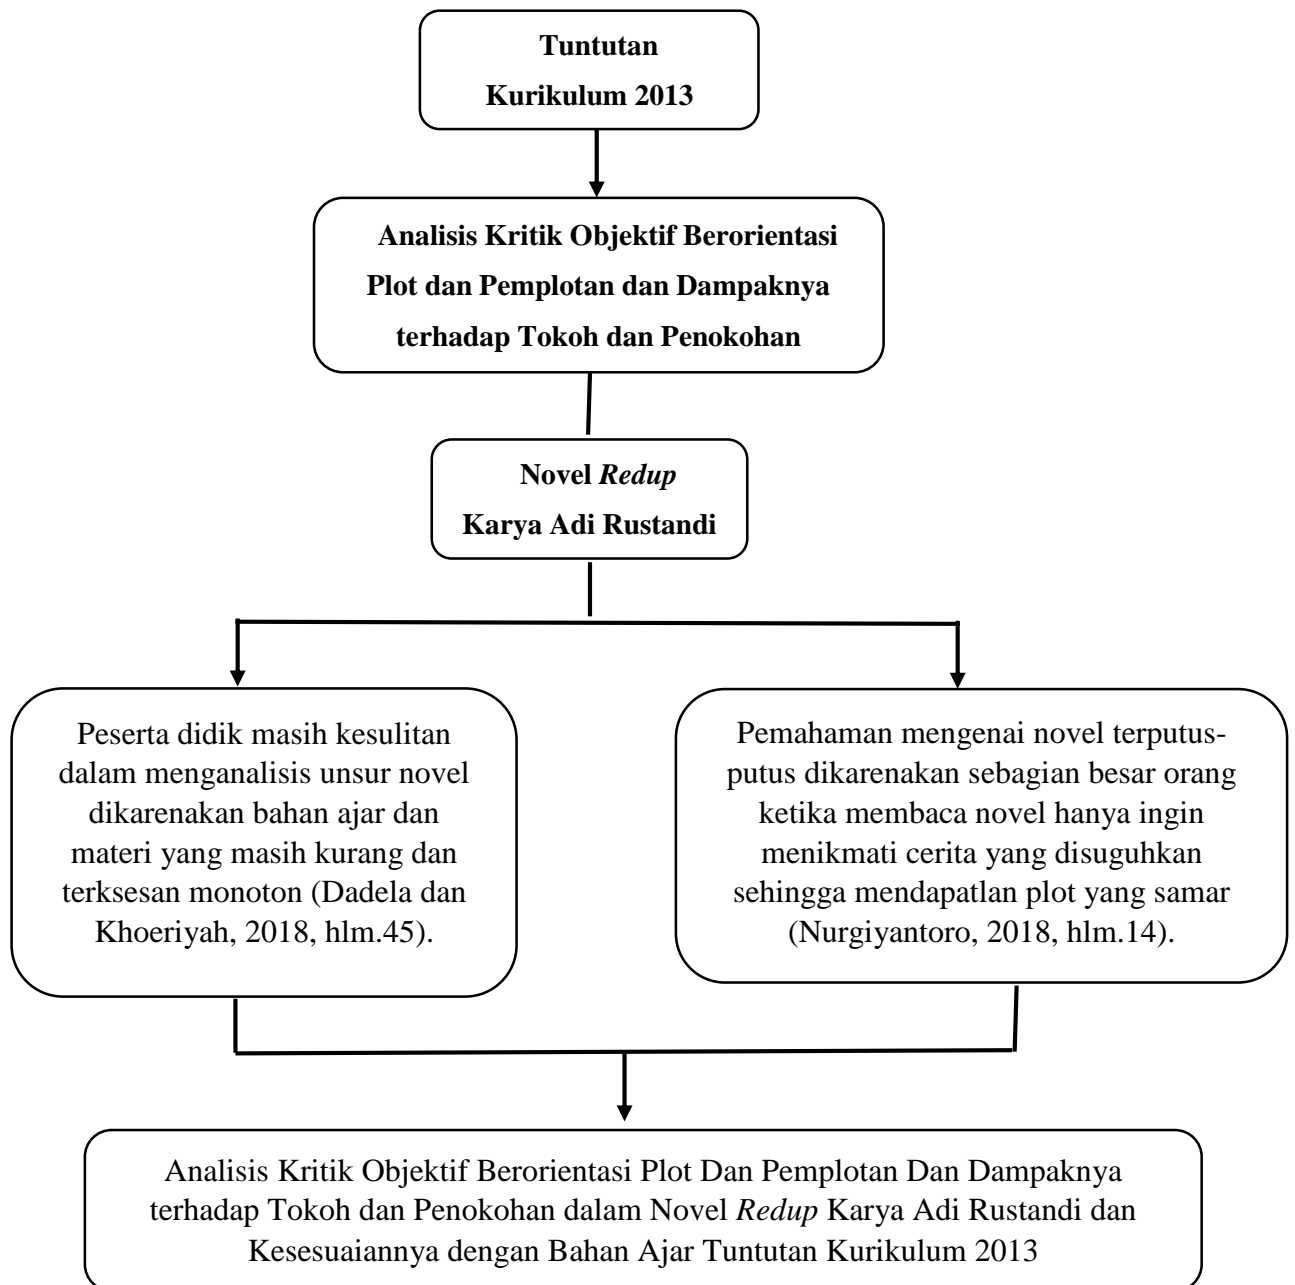 Tuntutan
Kurikulum 2013
Analisis Kritik Objektif Berorientasi
Plot dan Pemplotan dan Dampaknya
terhadap Tokoh dan Penokohan
Novel Redup
Karya Adi Rustandi
Peserta didik masih kesulitan
dalam menganalisis unsur novel
dikarenakan bahan ajar dan
materi yang masih kurang dan
terksesan monoton (Dadela dan
Khoeriyah, 2018, hlm.45).
Pemahaman mengenai novel terputus-
putus dikarenakan sebagian besar orang
ketika membaca novel hanya ingin
menikmati cerita yang disuguhkan
sehingga mendapatlan plot yang samar
(Nurgiyantoro, 2018, hlm.14).
Analisis Kritik Objektif Berorientasi Plot Dan Pemplotan Dan Dampaknya
terhadap Tokoh dan Penokohan dalam Novel Redup Karya Adi Rustandi dan
Kesesuaiannya dengan Bahan Ajar Tuntutan Kurikulum 2013